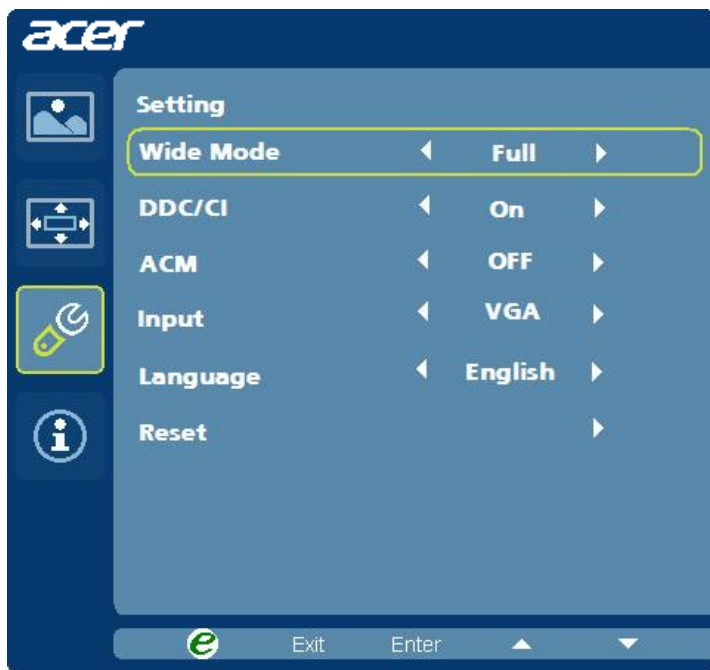 acer
Setting
Wide Mode Full
DDC/CI On
ACM OFF
Input VGA
Language English
Reset
e Exit Enter